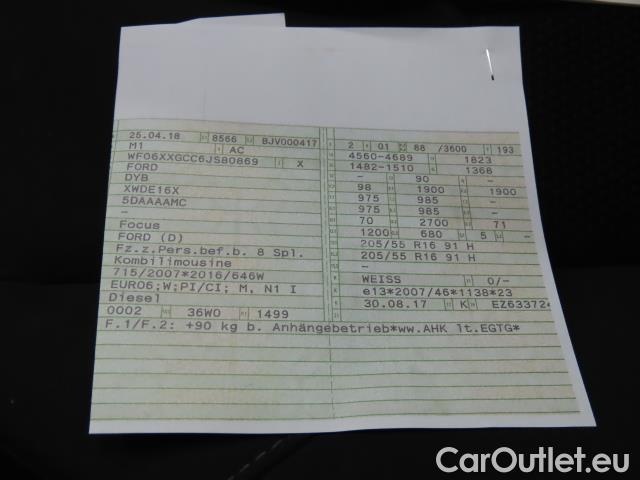 25.04.18 8566 BJV000417
M1 AC
WF06XXGCC6JS80869 X
FORD
DYB
XWDE16X
5DAAAAMC
-
Focus
FORD (D)
Fz.z.Pers.bef.b. 8 Spl.
Kombilimousine
715/2007*2016/646W
EURO6;W;PI/CI; M, N1 I
Diesel
0002 36W0 1499
F.1/F.2: +90 kg b. Anhängebetrieb*ww.AHK lt.EGTG*
2 01 88 /3600 193
4560-4689 1823
1482-1510 1368
- 90 -
98 1900 1900
975 985 -
975 985 -
70 2700 71
1200 680 5 -
205/55 R16 91 H
205/55 R16 91 H
-
WEISS 0/-
e13*2007/46*1138*23
30.08.17 K EZ633724
CarOutlet.eu